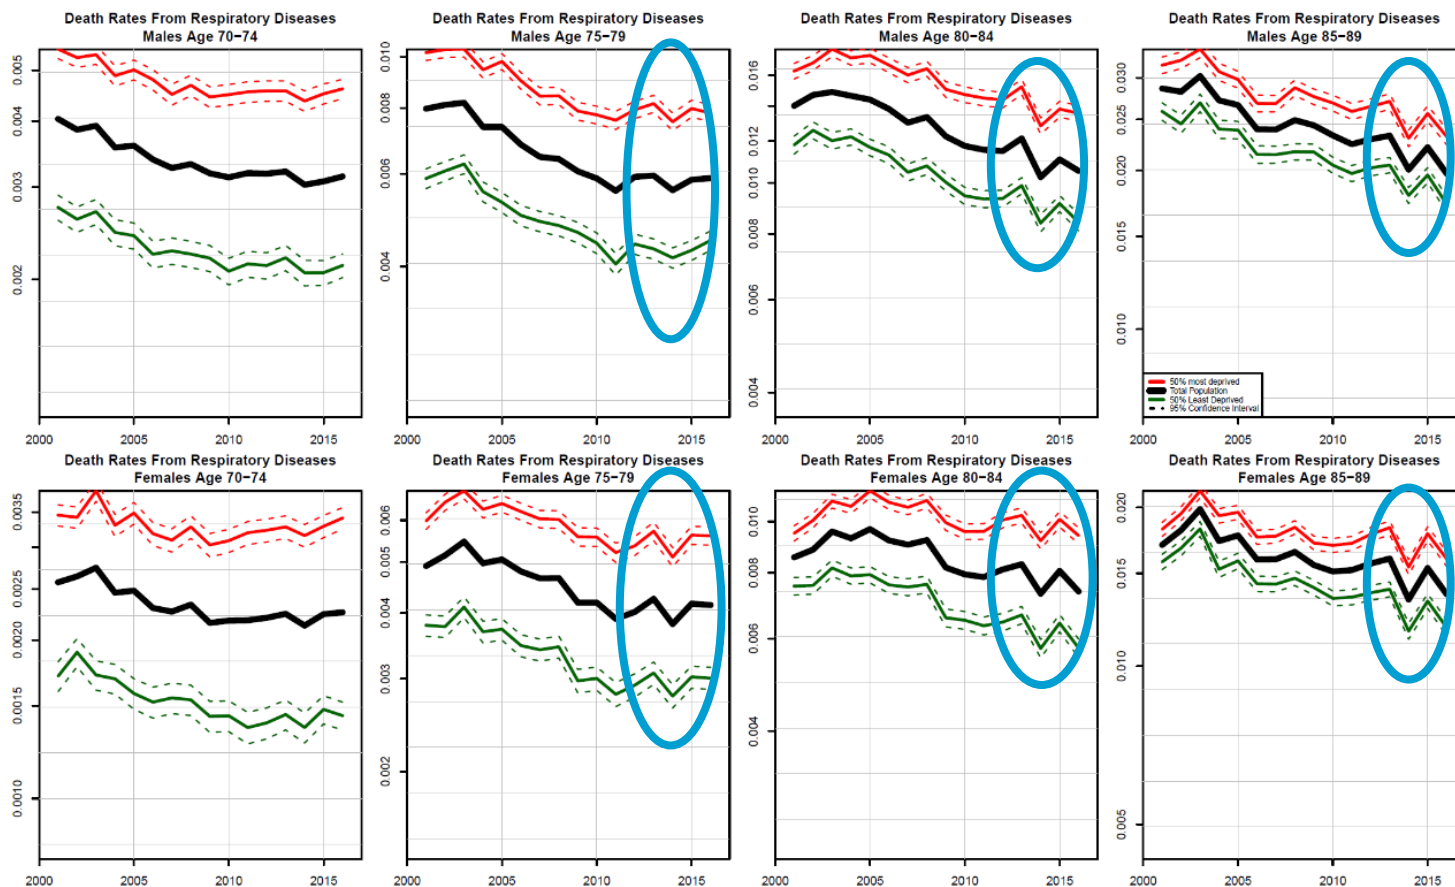 Death Rates From Respiratory Diseases
Males Age 70−74
0.005
0.004
0.003
0.002
2000 2005 2010 2015
Death Rates From Respiratory Diseases
Males Age 75−79
0.010
0.008
0.006
0.004
2000 2005 2010 2015
Death Rates From Respiratory Diseases
Males Age 80−84
0.016
0.012
0.010
0.008
0.006
0.004
2000 2005 2010 2015
Death Rates From Respiratory Diseases
Males Age 85−89
0.030
0.025
0.020
0.015
0.010
50% most deprived
Total Population
50% Least Deprived
95% Confidence Interval
2000 2005 2010 2015
Death Rates From Respiratory Diseases
Females Age 70−74
0.0035
0.0025
0.0020
0.0015
0.0010
2000 2005 2010 2015
Death Rates From Respiratory Diseases
Females Age 75−79
0.006
0.005
0.004
0.003
0.002
2000 2005 2010 2015
Death Rates From Respiratory Diseases
Females Age 80−84
0.010
0.008
0.006
0.004
2000 2005 2010 2015
Death Rates From Respiratory Diseases
Females Age 85−89
0.020
0.015
0.010
0.005
2000 2005 2010 2015